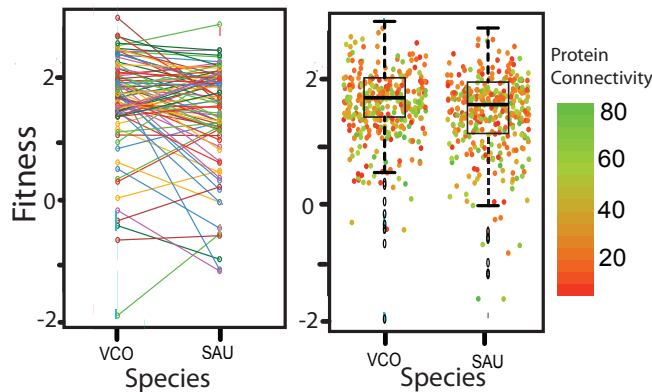 Fitness
2
0
-2
VCO
SAU
Species
2
0
-2
VCO
SAU
Species
Protein
Connectivity
80
60
40
20